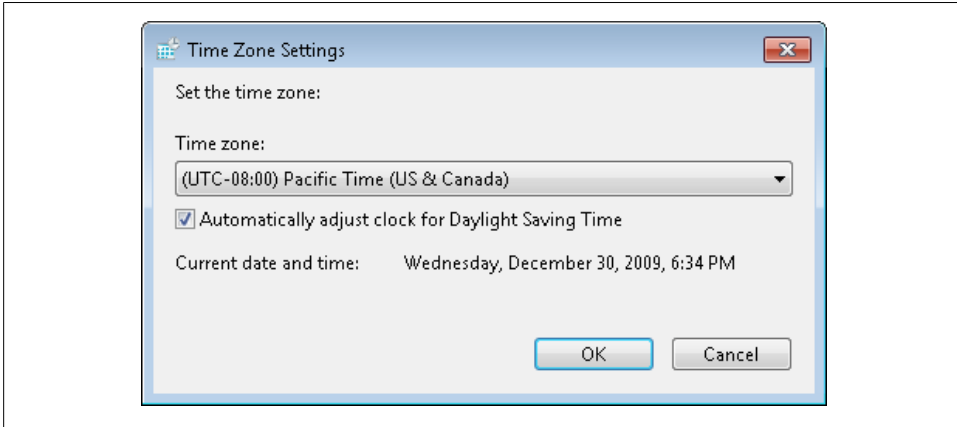 Time Zone Settings
Set the time zone:
Time zone:
(UTC-08:00) Pacific Time (US & Canada)
Automatically adjust clock for Daylight Saving Time
Current date and time: Wednesday, December 30, 2009, 6:34 PM
OK Cancel